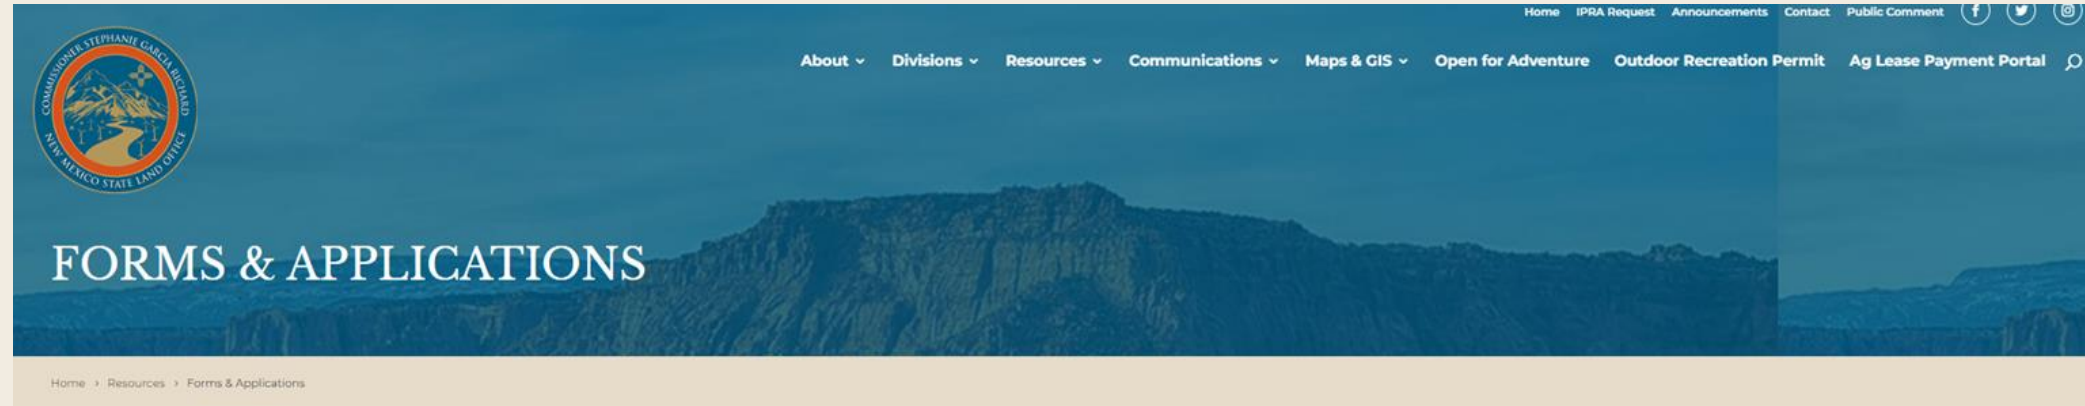 Home IPRA Request Announcements Contact Public Comment
COMMISSIONER STEPHANIE GARCIA RICHARD
NEW MEXICO STATE LAND OFFICE
About Divisions Resources Communications Maps & GIS Open for Adventure Outdoor Recreation Permit Ag Lease Payment Portal
FORMS & APPLICATIONS
Home › Resources › Forms & Applications